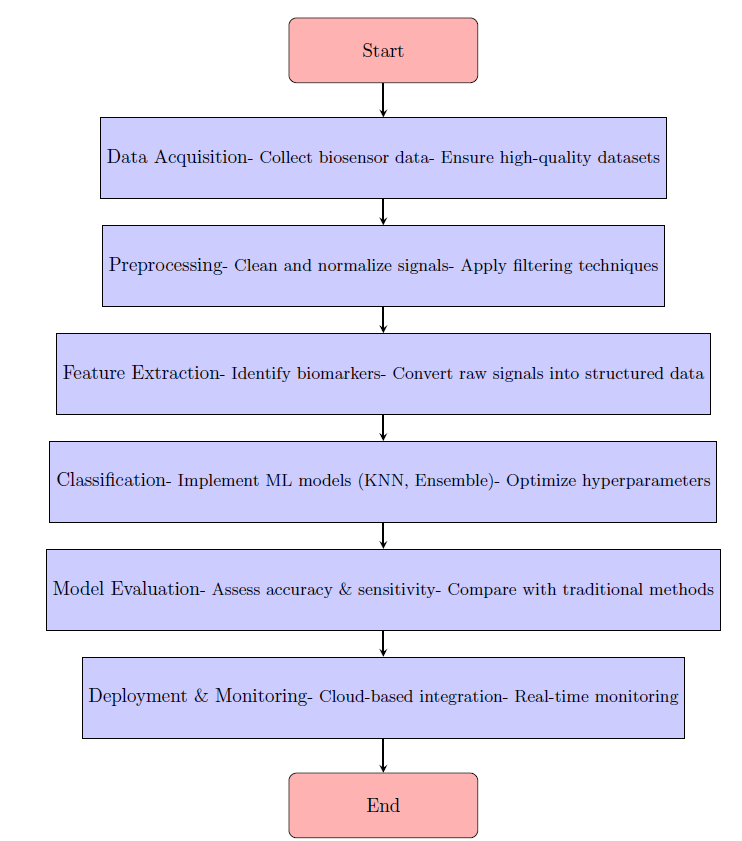 Start
Data Acquisition- Collect biosensor data- Ensure high-quality datasets
Preprocessing- Clean and normalize signals- Apply filtering techniques
Feature Extraction- Identify biomarkers- Convert raw signals into structured data
Classification- Implement ML models (KNN, Ensemble)- Optimize hyperparameters
Model Evaluation- Assess accuracy & sensitivity- Compare with traditional methods
Deployment & Monitoring- Cloud-based integration- Real-time monitoring
End